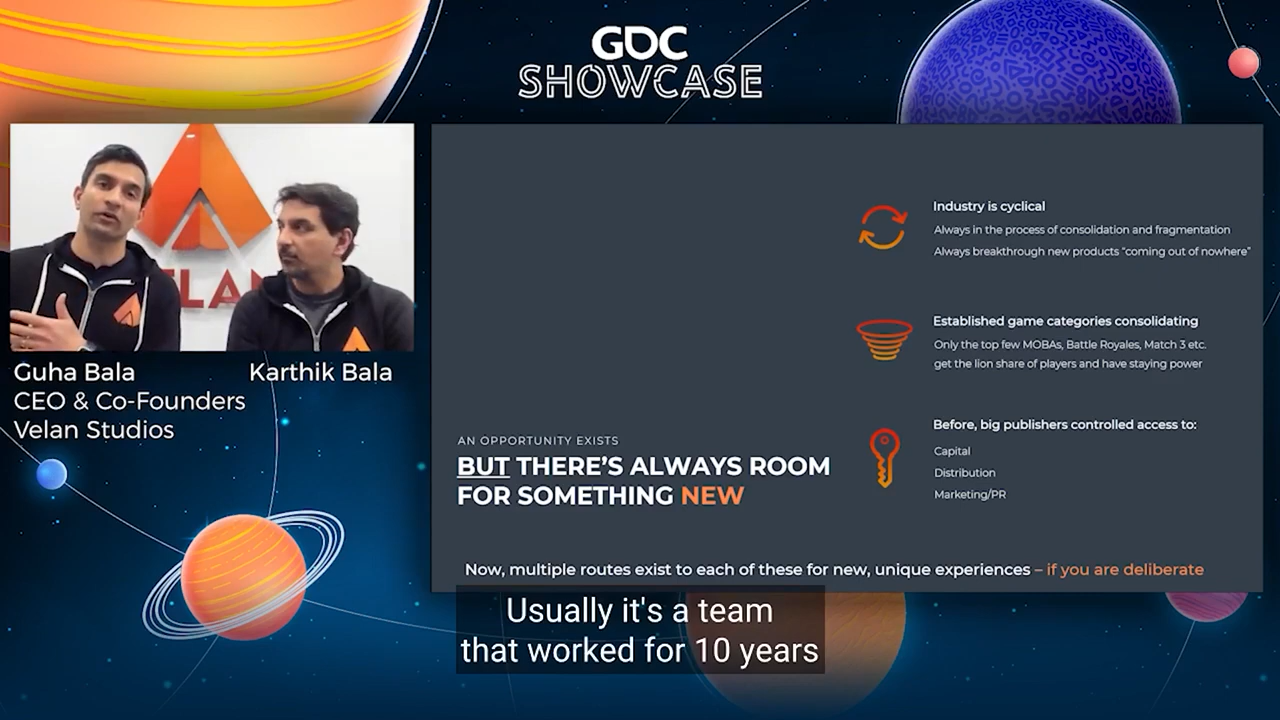 GDC
SHOWCASE
Guha Bala
Karthik Bala
CEO & Co-Founders
Velan Studios
AN OPPORTUNITY EXISTS
BUT THERE'S ALWAYS ROOM
FOR SOMETHING NEW
Industry is cyclical
Always in the process of consolidation and fragmentation
Always breakthrough new products “coming out of nowhere”
Established game categories consolidating
Only the top few MOBAs, Battle Royales, Match 3 etc.
get the lion share of players and have staying power
Before, big publishers controlled access to:
Capital
Distribution
Marketing/PR
Now, multiple routes exist to each of these for new, unique experiences – if you are deliberate
Usually it's a team
that worked for 10 years